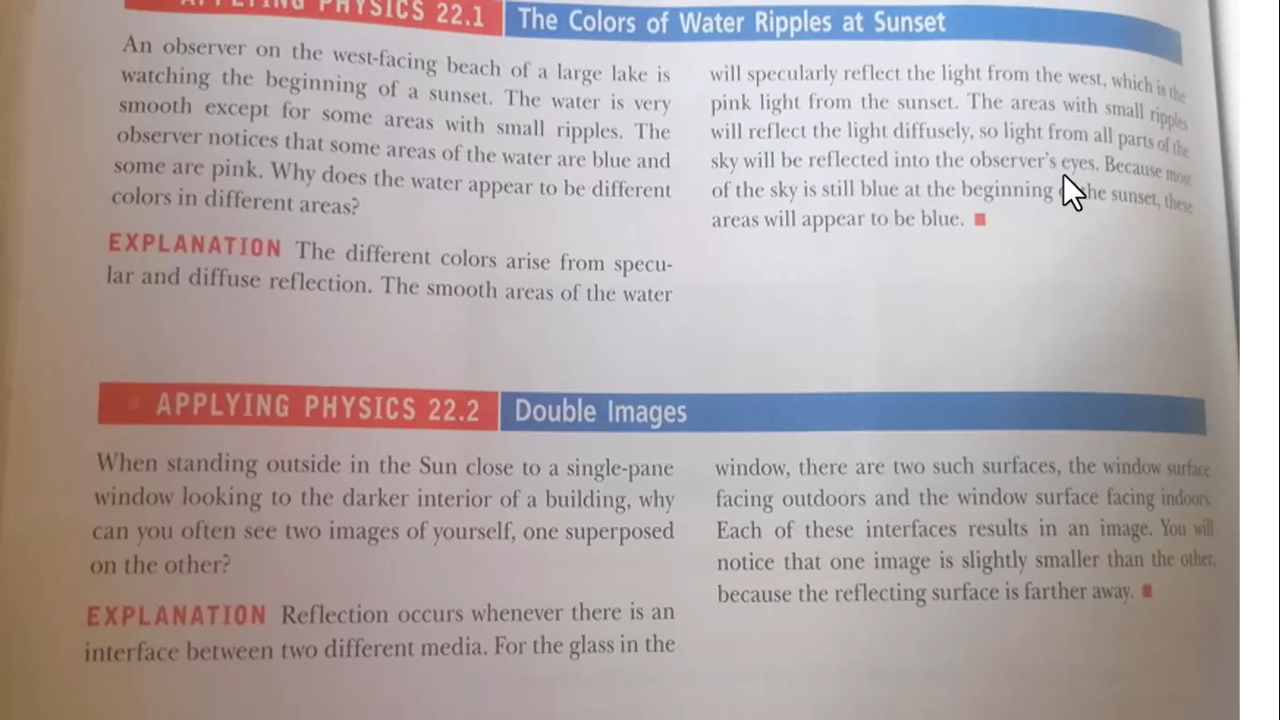 APPLYING PHYSICS 22.1
The Colors of Water Ripples at Sunset
An observer on the west-facing beach of a large lake is
watching the beginning of a sunset. The water is very
smooth except for some areas with small ripples. The
observer notices that some areas of the water are blue and
some are pink. Why does the water appear to be different
colors in different areas?
EXPLANATION The different colors arise from specu-
lar and diffuse reflection. The smooth areas of the water
will specularly reflect the light from the west, which is the
pink light from the sunset. The areas with small ripples
will reflect the light diffusely, so light from all parts of the
sky will be reflected into the observer's eyes. Because most
of the sky is still blue at the beginning the sunset, these
areas will appear to be blue.
APPLYING PHYSICS 22.2
Double Images
When standing outside in the Sun close to a single-pane
window looking to the darker interior of a building, why
can you often see two images of yourself, one superposed
on the other?
EXPLANATION Reflection occurs whenever there is an
interface between two different media. For the glass in the
window, there are two such surfaces, the window surface
facing outdoors and the window surface facing indoors.
Each of these interfaces results in an image. You will
notice that one image is slightly smaller than the other,
because the reflecting surface is farther away.